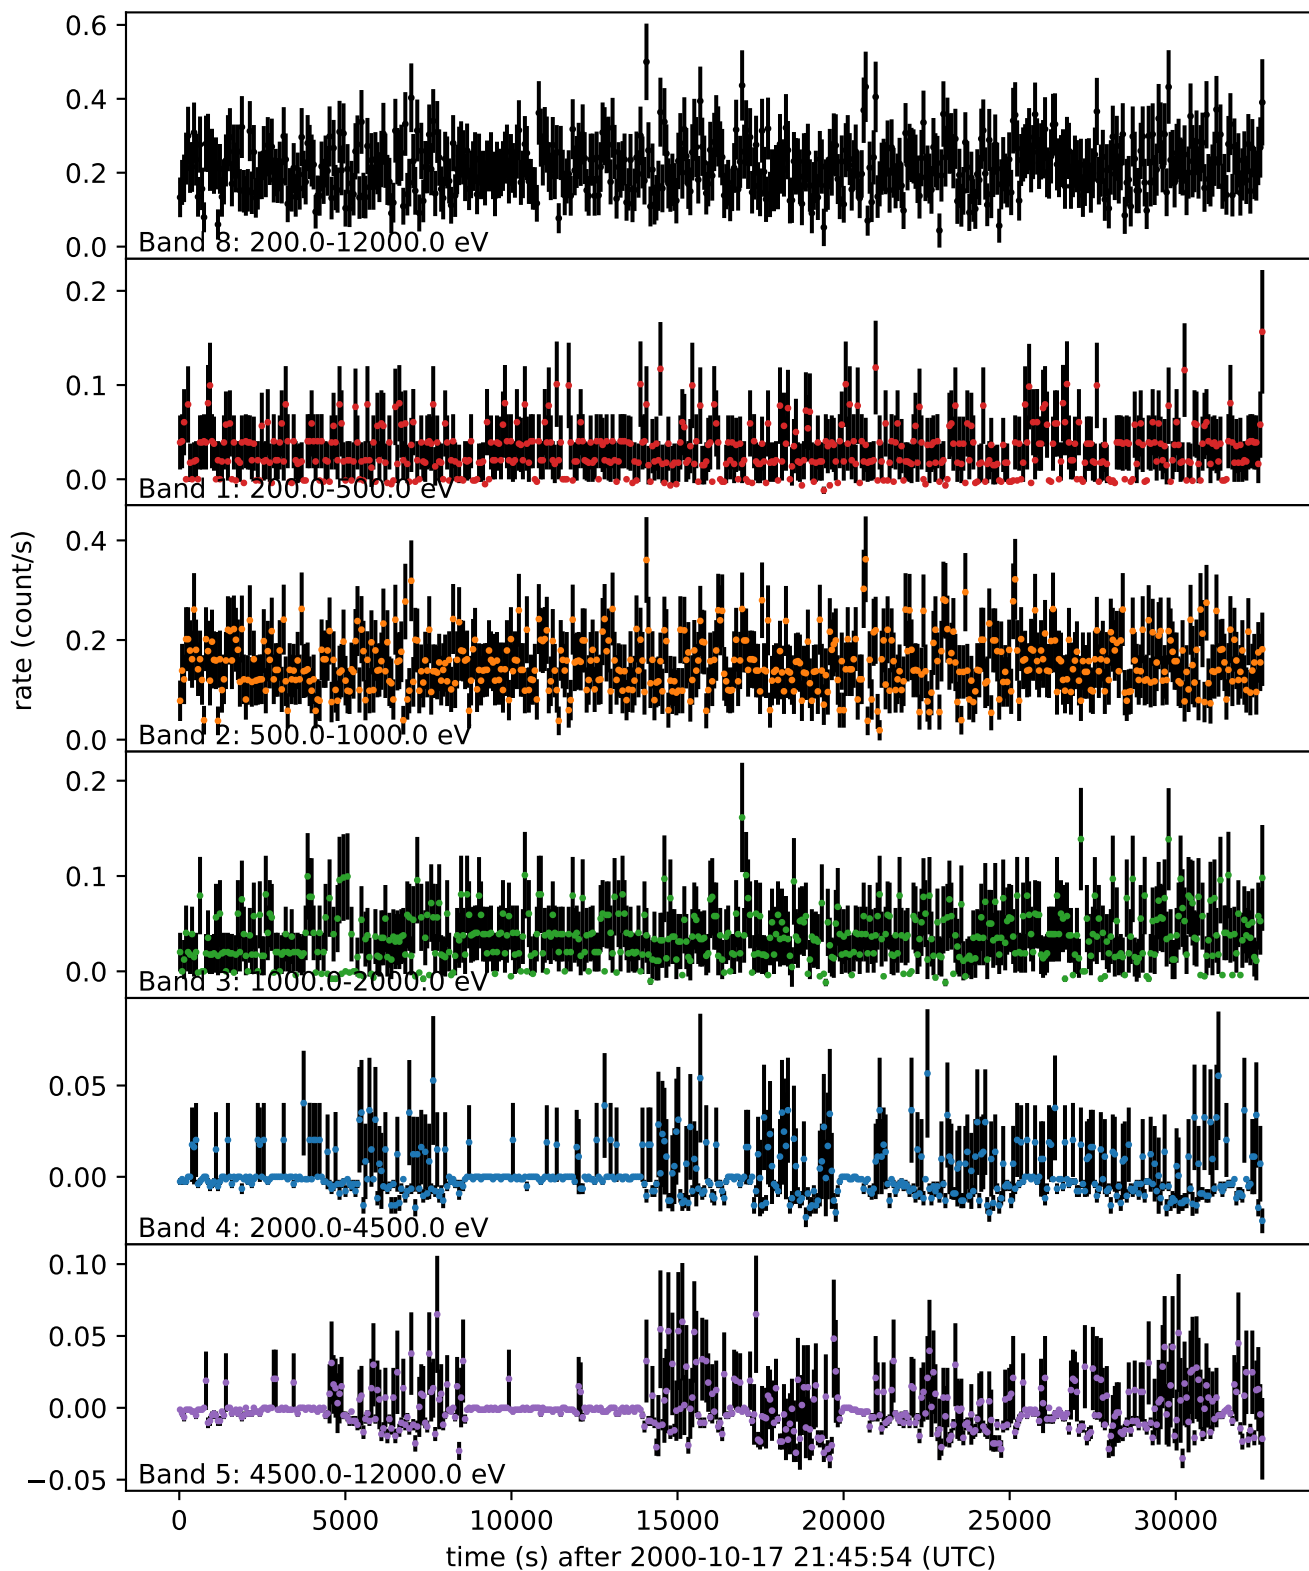 0.6
0.4
0.2
0.0
Band 8: 200.0-12000.0 eV
0.2
0.1
0.0
Band 1: 200.0-500.0 eV
rate (count/s)
0.4
0.2
0.0
Band 2: 500.0-1000.0 eV
0.2
0.1
0.0
Band 3: 1000.0-2000.0 eV
0.05
0.00
Band 4: 2000.0-4500.0 eV
0.10
0.05
0.00
−0.05
Band 5: 4500.0-12000.0 eV
0 5000 10000 15000 20000 25000 30000
time (s) after 2000-10-17 21:45:54 (UTC)